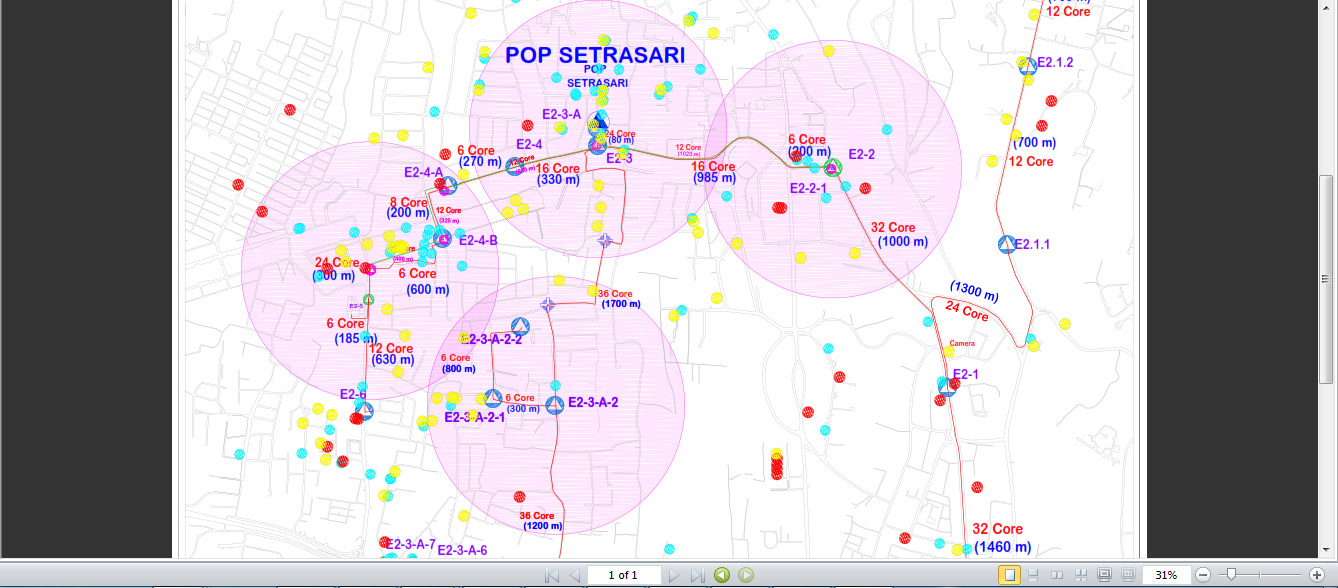 (700 m)
12 Core
E2.1.2
POP SETRASARI
POP
SETRASARI
E2-3-A
24 Core
(80 m)
E2-3
E2-4
6 Core
(270 m)
12 Core
16 Core
(330 m)
12 Core
(1023 m)
16 Core
(985 m)
6 Core
(200 m)
E2-2
E2-2-1
(700 m)
12 Core
E2-4-A
8 Core
(200 m)
12 Core
(325 m)
E2-4-B
32 Core
(1000 m)
E2.1.1
24 Core
(300 m)
(400 m)
6 Core
(600 m)
(1300 m)
24 Core
36 Core
(1700 m)
E2-5
6 Core
(185 m)
12 Core
(630 m)
E2-3-A-2-2
6 Core
(800 m)
Camera
E2-1
E2-6
6 Core
(300 m)
E2-3-A-2
E2-3-A-2-1
36 Core
(1200 m)
32 Core
(1460 m)
E2-3-A-7
E2-3-A-6
1 of 1
31%